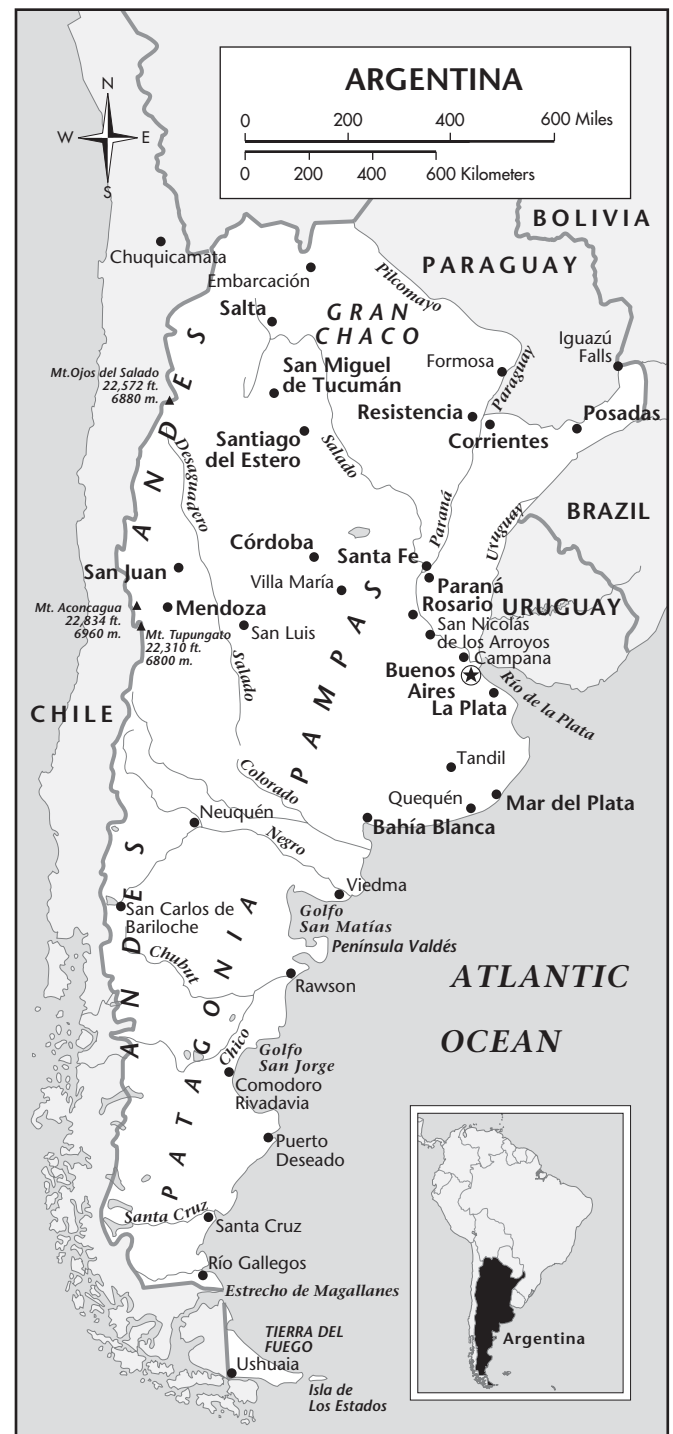 ARGENTINA
0 200 400 600 Miles
0 200 400 600 Kilometers
N
W E
S
BOLIVIA
PARAGUAY
Chuquicamata
Embarcación
Pilcomayo
Salta
GRAN
CHACO
Iguazú
Falls
Formosa
Paraguay
Mt.Ojos del Salado
22,572 ft.
6880 m.
San Miguel
de Tucumán
Resistencia
Posadas
Corrientes
Santiago
del Estero
Salado
Desaguadero
ANDES
Paraná
Uruguay
BRAZIL
Córdoba
Santa Fe
San Juan
Villa María
Paraná
Rosario
URUGUAY
Mt. Aconcagua
22,834 ft.
6960 m.
Mendoza
Mt. Tupungato
22,310 ft.
6800 m.
San Luis
San Nicolás
de los Arroyos
Campana
Salado
PAMPAS
Buenos
Aires
La Plata
Río de la Plata
CHILE
Tandil
Colorado
Quequén
Mar del Plata
Neuquén
Bahía Blanca
Negro
Viedma
San Carlos de
Bariloche
Golfo
San Matías
Península Valdés
Chubut
ANDES
PATAGONIA
Rawson
ATLANTIC
OCEAN
Chico
Golfo
San Jorge
Comodoro
Rivadavia
Puerto
Deseado
Santa Cruz
Santa Cruz
Río Gallegos
Estrecho de Magallanes
TIERRA DEL
FUEGO
Ushuaia
Isla de
Los Estados
Argentina